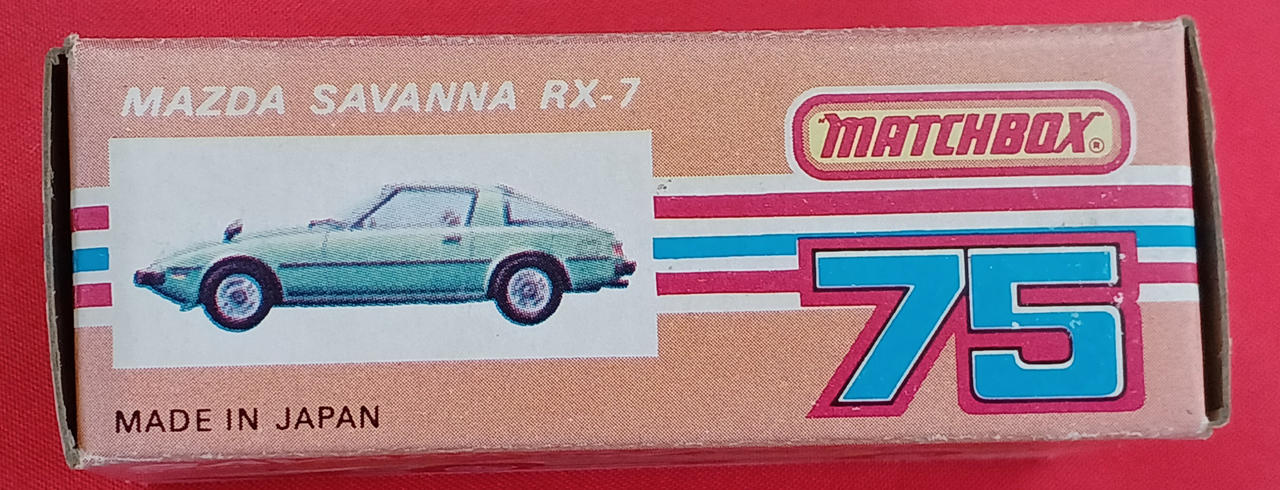 MAZDA SAVANNA RX-7
"MATCHBOX"®
75
MADE IN JAPAN